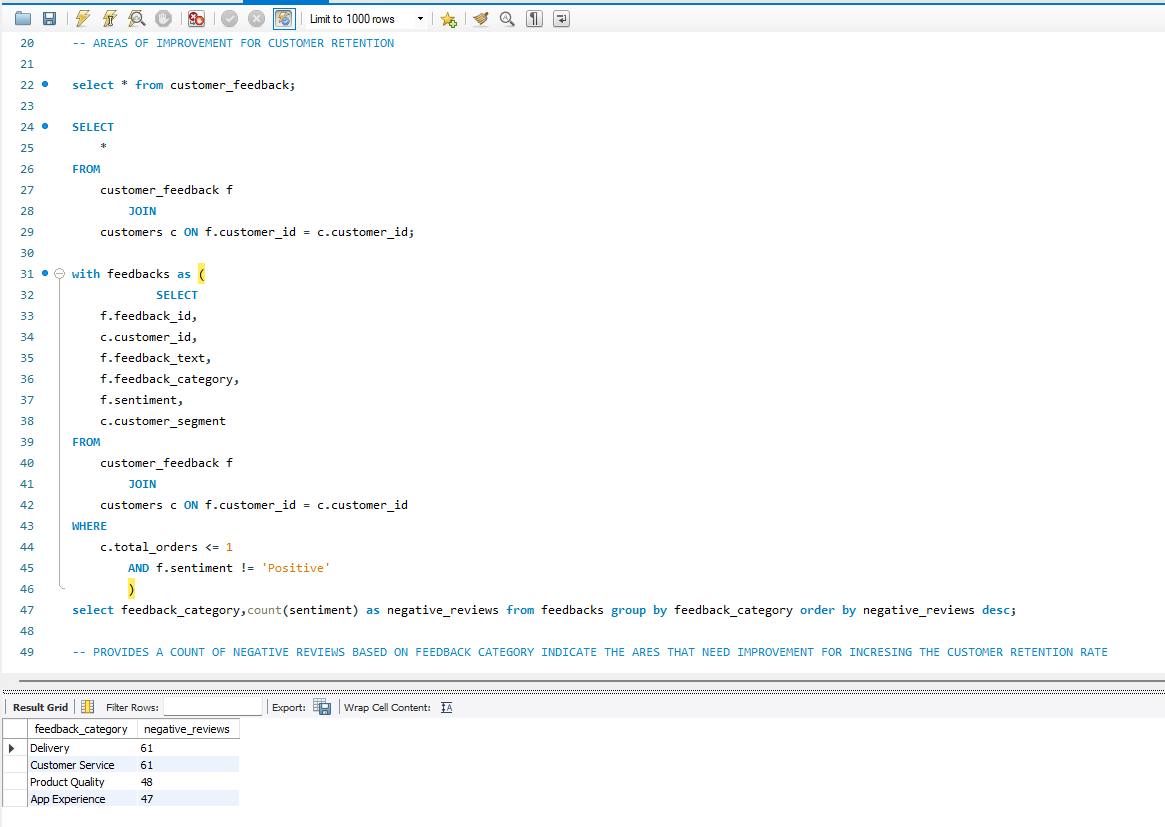 Limit to 1000 rows
20 -- AREAS OF IMPROVEMENT FOR CUSTOMER RETENTION
21
22 select * from customer_feedback;
23
24 SELECT
25 *
26 FROM
27 customer_feedback f
28 JOIN
29 customers c ON f.customer_id = c.customer_id;
30
31 with feedbacks as (
32 SELECT
33 f.feedback_id,
34 c.customer_id,
35 f.feedback_text,
36 f.feedback_category,
37 f.sentiment,
38 c.customer_segment
39 FROM
40 customer_feedback f
41 JOIN
42 customers c ON f.customer_id = c.customer_id
43 WHERE
44 c.total_orders <= 1
45 AND f.sentiment != 'Positive'
46 )
47 select feedback_category,count(sentiment) as negative_reviews from feedbacks group by feedback_category order by negative_reviews desc;
48
49 -- PROVIDES A COUNT OF NEGATIVE REVIEWS BASED ON FEEDBACK CATEGORY INDICATE THE ARES THAT NEED IMPROVEMENT FOR INCRESING THE CUSTOMER RETENTION RATE
Result Grid Filter Rows: Export: Wrap Cell Content: IA
feedback_category negative_reviews
Delivery 61
Customer Service 61
Product Quality 48
App Experience 47